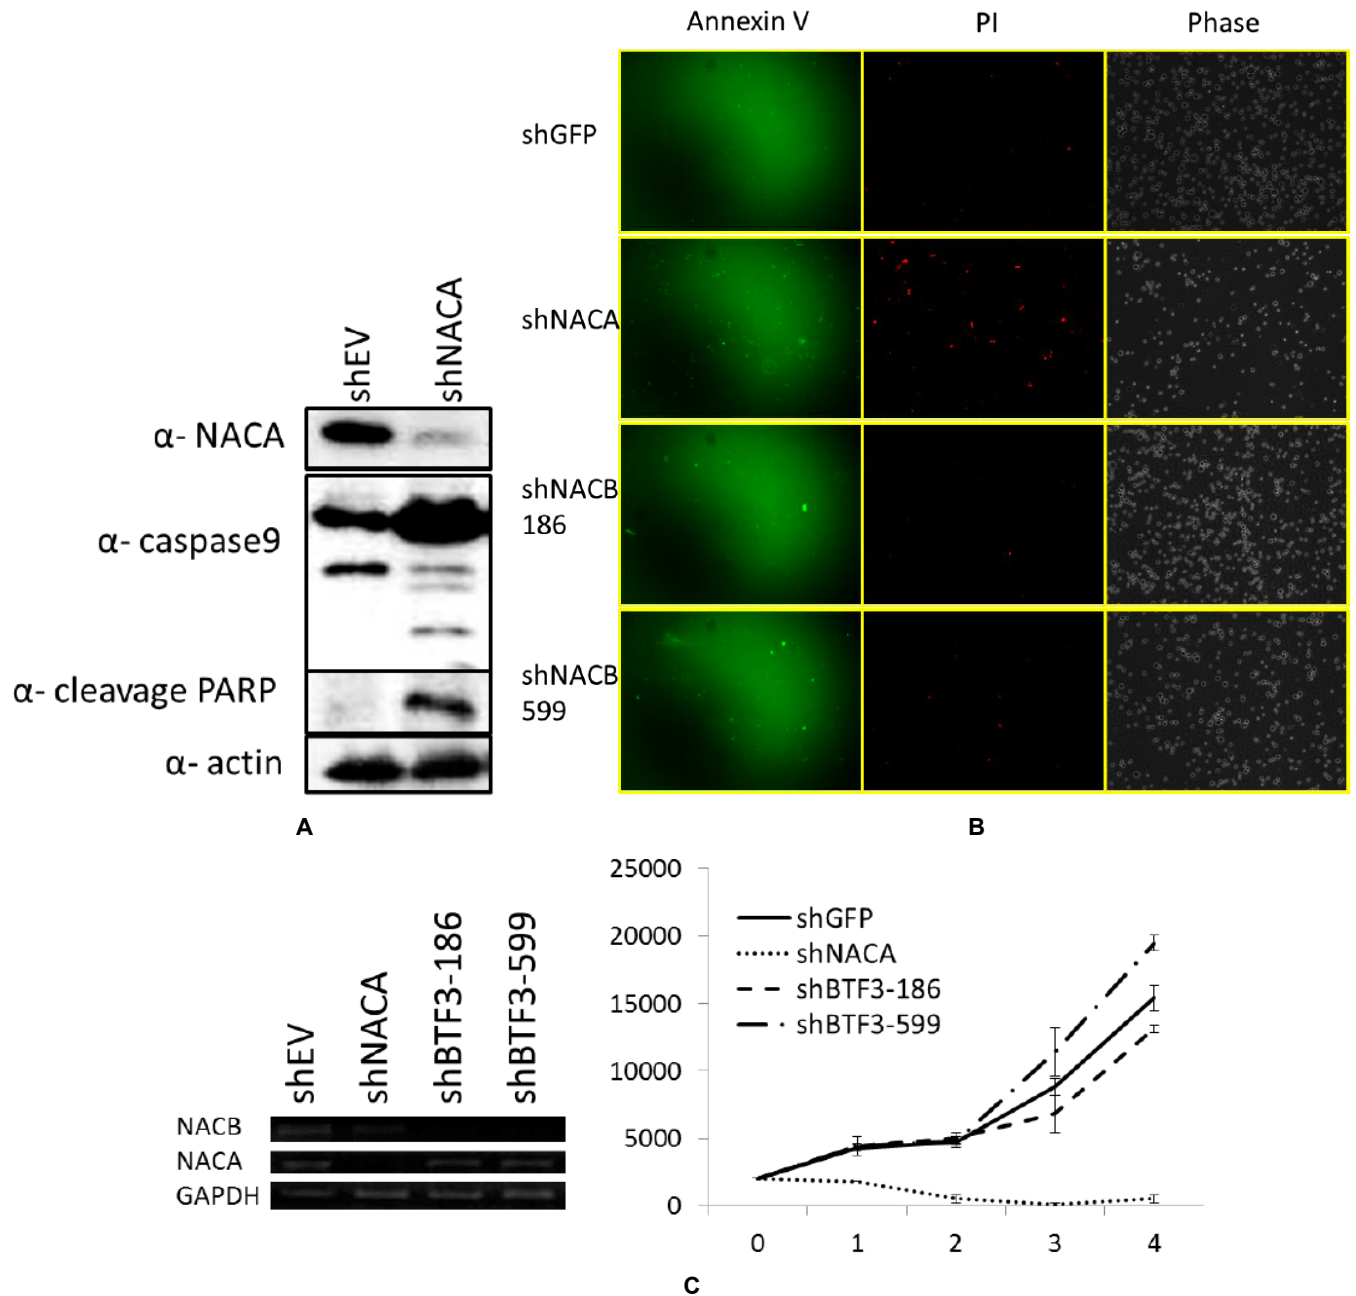 Annexin V PI Phase
shGFP
shNACA
shNACB
186
shNACB
599
shEV shNACA
α- NACA
α- caspase9
α- cleavage PARP
α- actin
A B
shEV shNACA shBTF3-186 shBTF3-599
NACB
NACA
GAPDH
25000
20000
15000
10000
5000
0
shGFP
shNACA
shBTF3-186
shBTF3-599
0 1 2 3 4
C